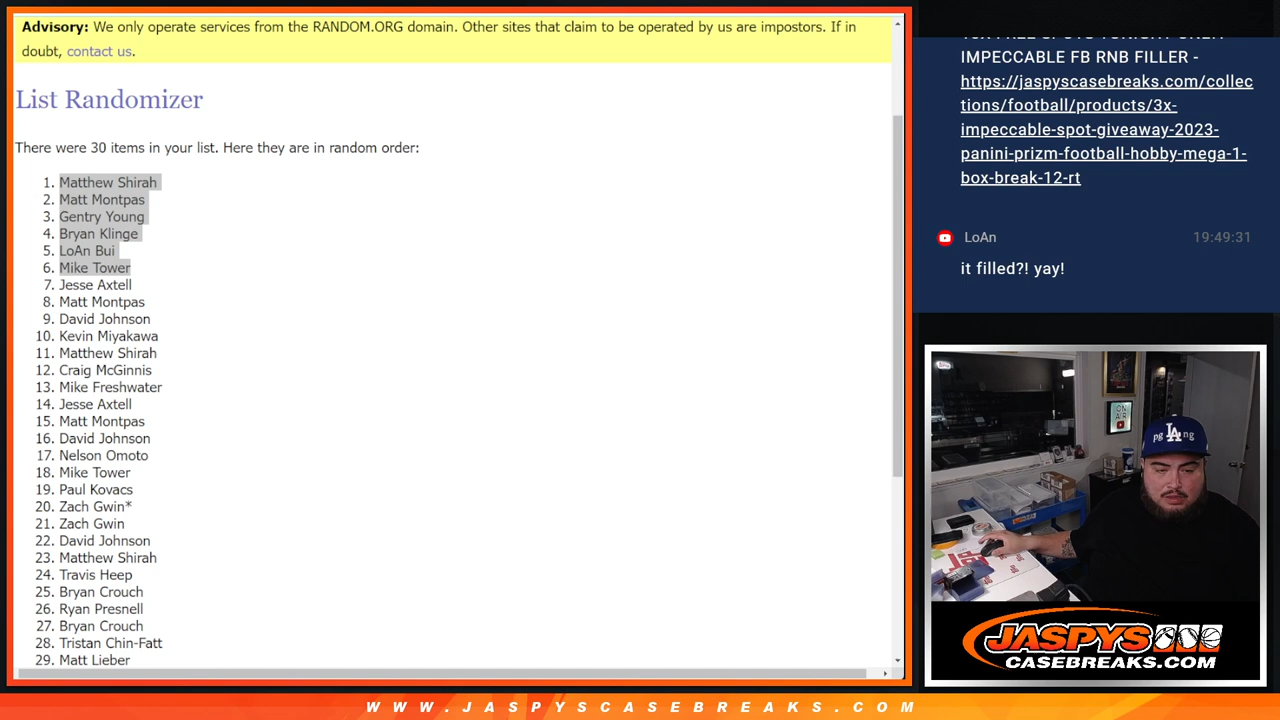 Advisory: We only operate services from the RANDOM.ORG domain. Other sites that claim to be operated by us are impostors. If in
doubt, contact us.
List Randomizer
There were 30 items in your list. Here they are in random order:
1. Matthew Shirah
2. Matt Montpas
3. Gentry Young
4. Bryan Klinge
5. LoAn Bui
6. Mike Tower
7. Jesse Axtell
8. Matt Montpas
9. David Johnson
10. Kevin Miyakawa
11. Matthew Shirah
12. Craig McGinnis
13. Mike Freshwater
14. Jesse Axtell
15. Matt Montpas
16. David Johnson
17. Nelson Omoto
18. Mike Tower
19. Paul Kovacs
20. Zach Gwin*
21. Zach Gwin
22. David Johnson
23. Matthew Shirah
24. Travis Heep
25. Bryan Crouch
26. Ryan Presnell
27. Bryan Crouch
28. Tristan Chin-Fatt
29. Matt Lieber
IMPECCABLE FB RNB FILLER -
https://jaspyscasebreaks.com/collec
tions/football/products/3x-
impeccable-spot-giveaway-2023-
panini-prizm-football-hobby-mega-1-
box-break-12-rt
LoAn 19:49:31
it filled?! yay!
ON
AIR
pg LA ng
JASPYS
CASEBREAKS.COM
WWW.JASPYSCASEBREAKS.COM